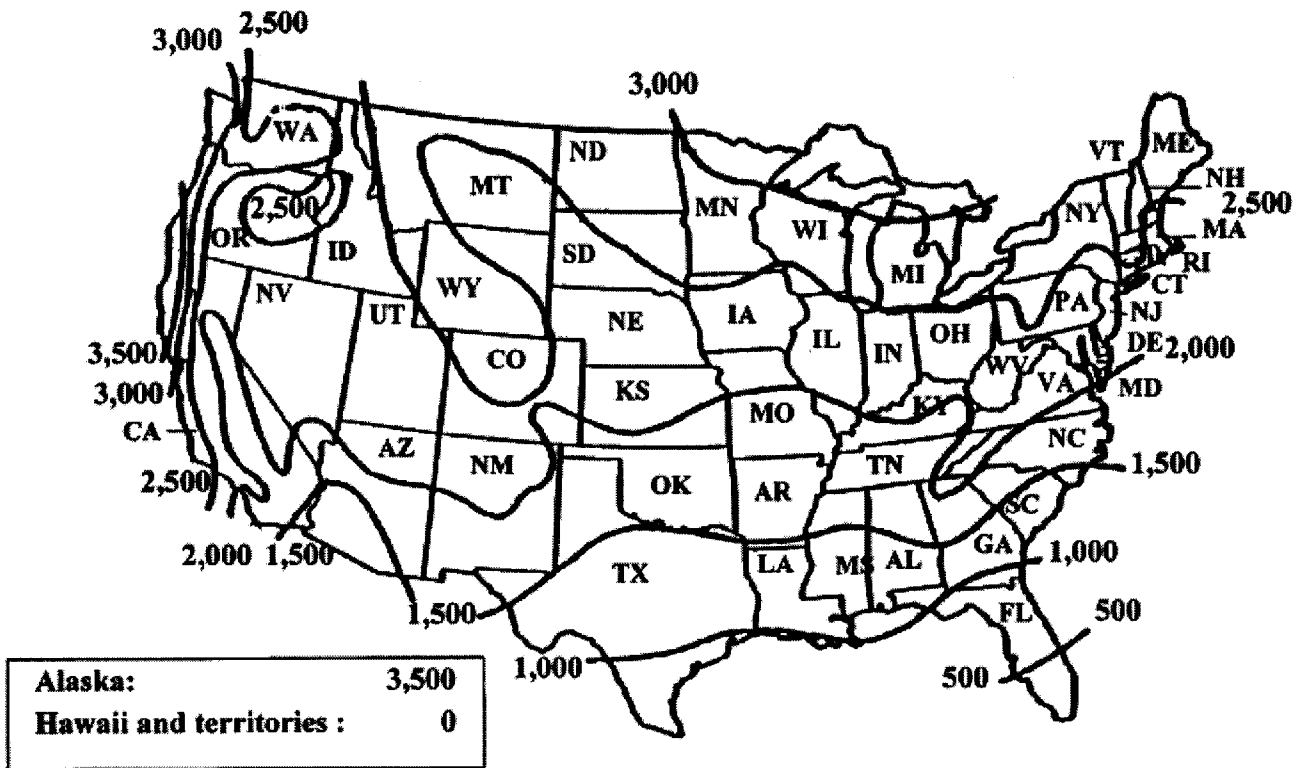 3,000 2,500
3,000
WA
MT
ND
MN
VT
ME
NH
2,500
OR
2,500
ID
WY
SD
WI
MI
NY
MA
RI
CT
NV
UT
CO
NE
IA
IL
IN
OH
PA
NJ
DE
2,000
MD
3,500
3,000
CA
KS
MO
KY
WV
VA
2,500
AZ
NM
OK
AR
TN
NC
1,500
SC
2,000 1,500
1,500
TX
LA
MS
AL
GA
1,000
FL
500
1,000
500
Alaska: 3,500
Hawaii and territories : 0